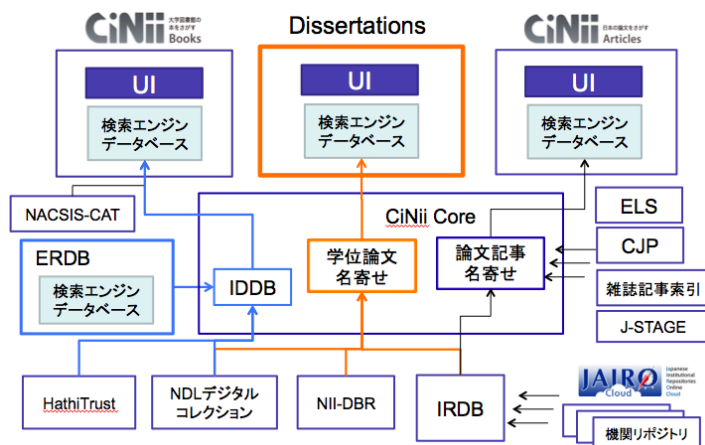 CiNii
大学図書館の
本をさがす
Books
Dissertations
CiNii
日本の論文をさがす
Articles
UI
検索エンジン
データベース
UI
検索エンジン
データベース
UI
検索エンジン
データベース
NACSIS-CAT
CiNii Core
ELS
CJP
雑誌記事索引
J-STAGE
ERDB
検索エンジン
データベース
IDDB
学位論文
名寄せ
論文記事
名寄せ
HathiTrust
NDLデジタル
コレクション
NII-DBR
IRDB
JAIRO
Cloud
Japanese
Institutional
Repositories
Online
Cloud
機関リポジトリ